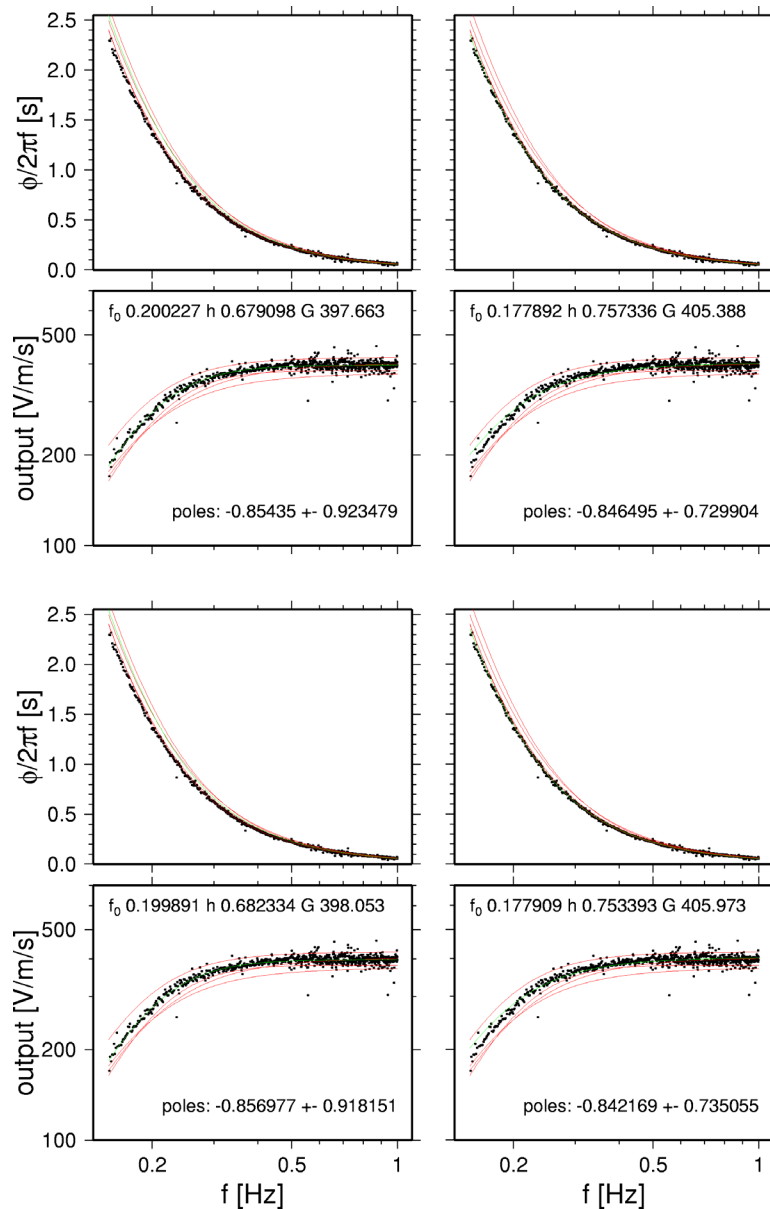 2.5
2.0
1.5
1.0
0.5
0.0
ϕ/2πf [s]
f₀ 0.200227 h 0.679098 G 397.663
f₀ 0.177892 h 0.757336 G 405.388
500
200
100
output [V/m/s]
poles: -0.85435 +- 0.923479
poles: -0.846495 +- 0.729904
2.5
2.0
1.5
1.0
0.5
0.0
ϕ/2πf [s]
f₀ 0.199891 h 0.682334 G 398.053
f₀ 0.177909 h 0.753393 G 405.973
500
200
100
output [V/m/s]
poles: -0.856977 +- 0.918151
poles: -0.842169 +- 0.735055
0.2 0.5 1
0.2 0.5 1
f [Hz]
f [Hz]